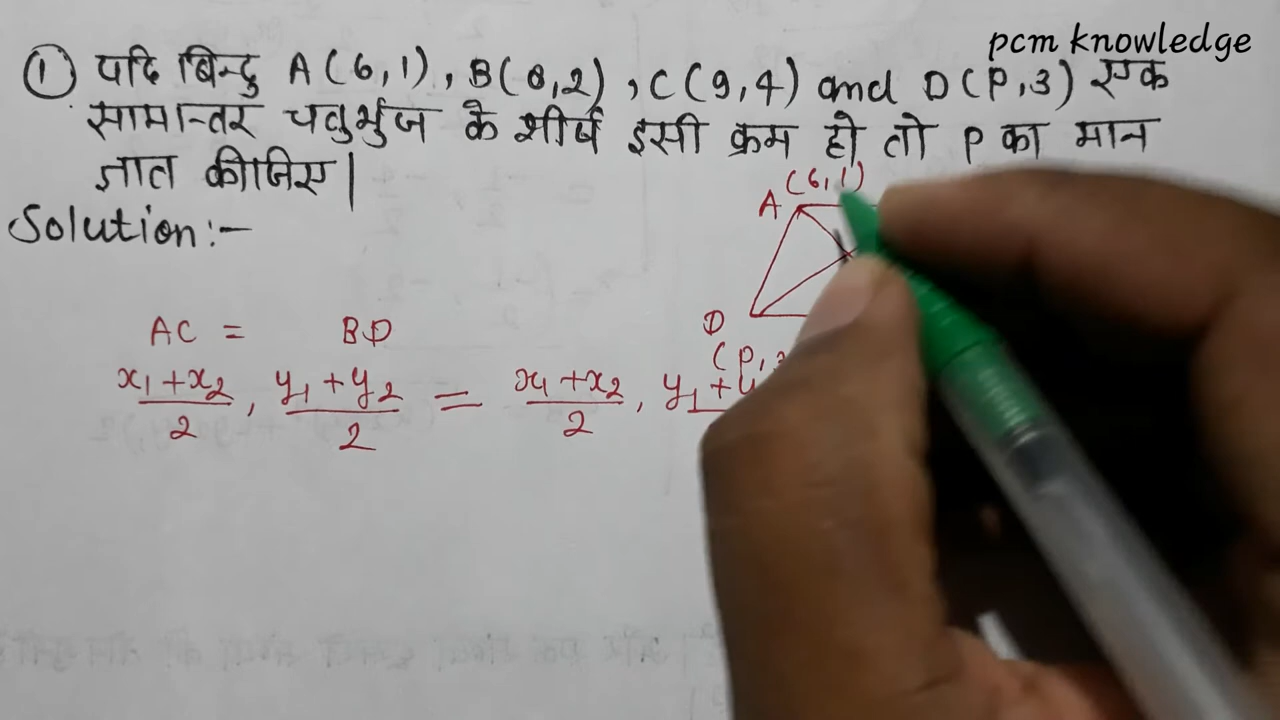 pcm knowledge
① यदि बिन्दु A(6,1), B(8,2), C(9,4) and D(P,3) एक
सामान्तर चतुर्भुज के शीर्ष इसी क्रम हो तो P का मान
ज्ञात कीजिए|
Solution:-
(6,1)
A
D
(P,
AC = BD
x₁+x₂/2, y₁+y₂/2 = x₁+x₂/2, y₁+